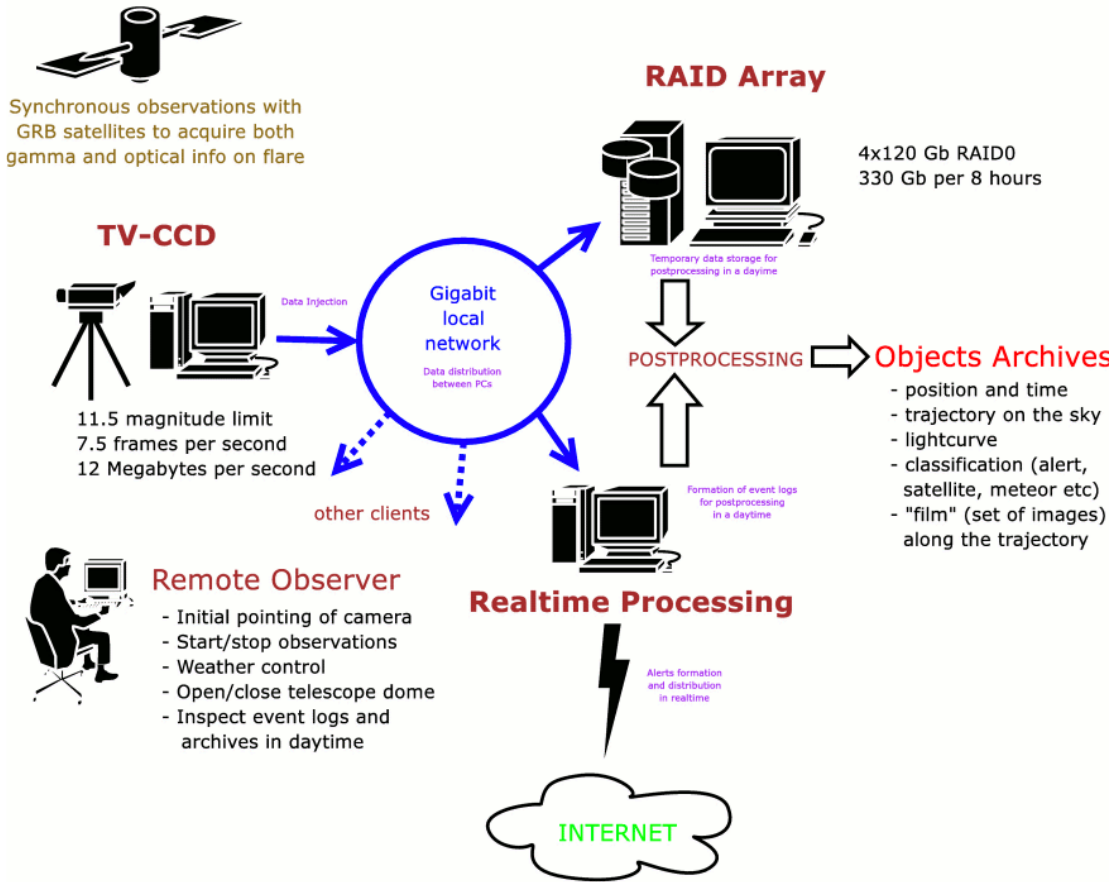 Synchronous observations with
GRB satellites to acquire both
gamma and optical info on flare
RAID Array
4x120 Gb RAID0
330 Gb per 8 hours
Temporary data storage for
postprocessing in a dayime
TV-CCD
Data Injection
11.5 magnitude limit
7.5 frames per second
12 Megabytes per second
Gigabit
local
network
Data distribution
between PCs
other clients
POSTPROCESSING
Objects Archives
- position and time
- trajectory on the sky
- lightcurve
- classification (alert,
satellite, meteor etc)
- "film" (set of images)
along the trajectory
Formation of event logs
for postprocessing
in a daytime
Realtime Processing
Remote Observer
- Initial pointing of camera
- Start/stop observations
- Weather control
- Open/close telescope dome
- Inspect event logs and
archives in daytime
Alerts formation
and distribution
in realtime
INTERNET